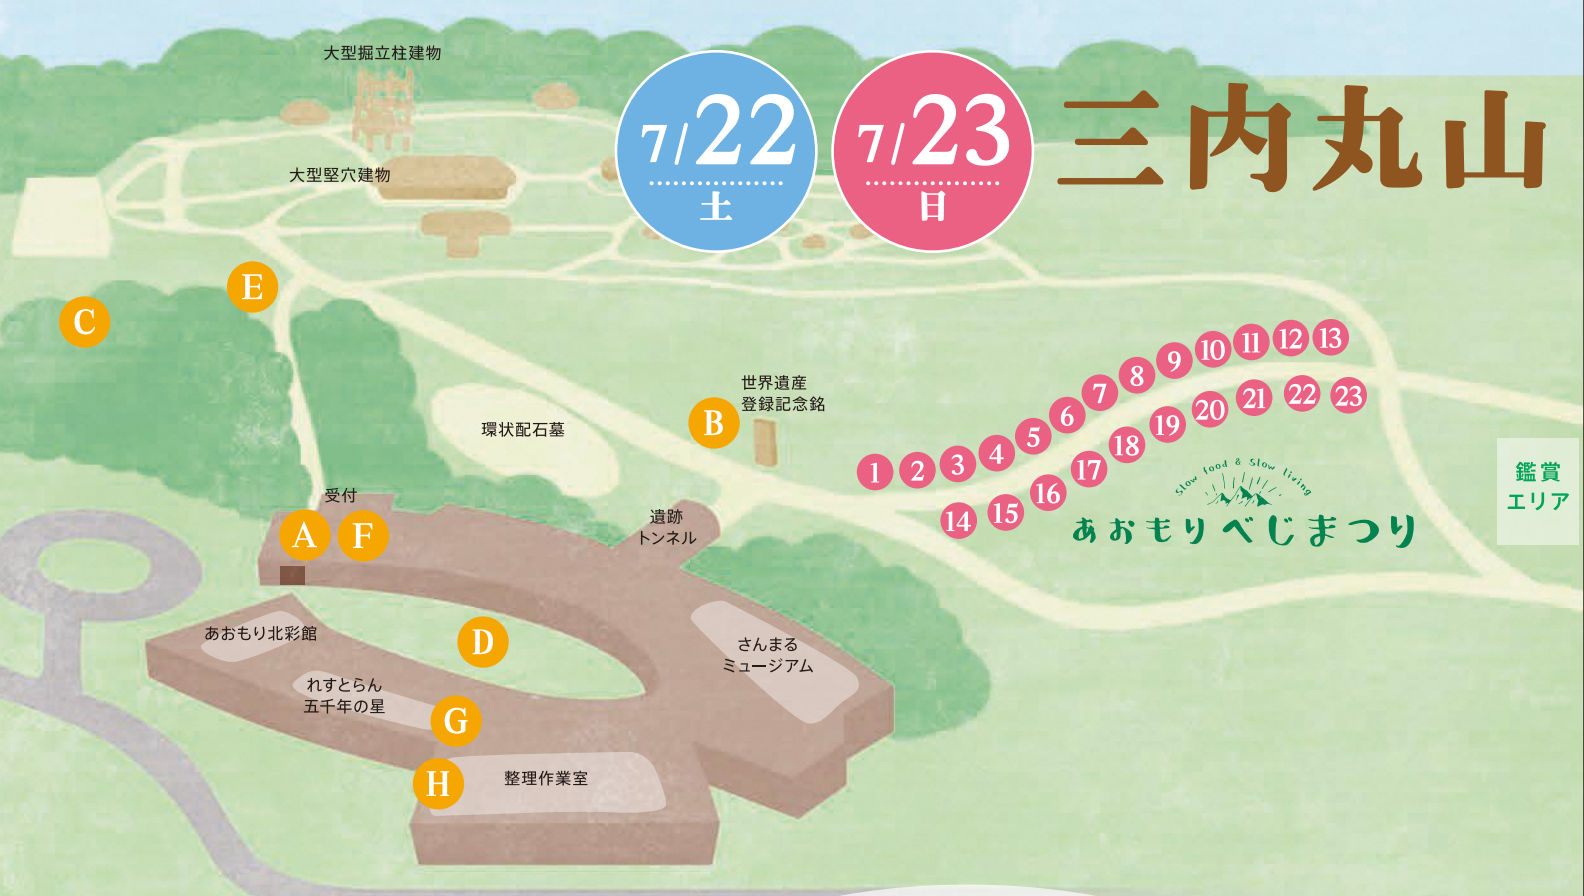 大型掘立柱建物
7/22
土
7/23
日
三内丸山
大型竪穴建物
E
C
世界遺産
登録記念銘
B
環状配石墓
1 2 3 4 5 6 7 8 9 10 11 12 13
14 15 16 17 18 19 20 21 22 23
Slow food & Slow living
あおもりべじまつり
鑑賞
エリア
受付
A F
遺跡
トンネル
あおもり北彩館
D
さんまる
ミュージアム
れすとらん
五千年の星
G
H
整理作業室